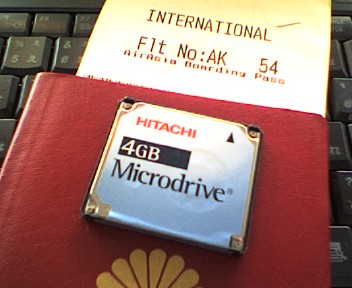 INTERNATIONAL
Flt No:AK 54
AirAsia Boarding Pass
HITACHI
4GB
Microdrive®